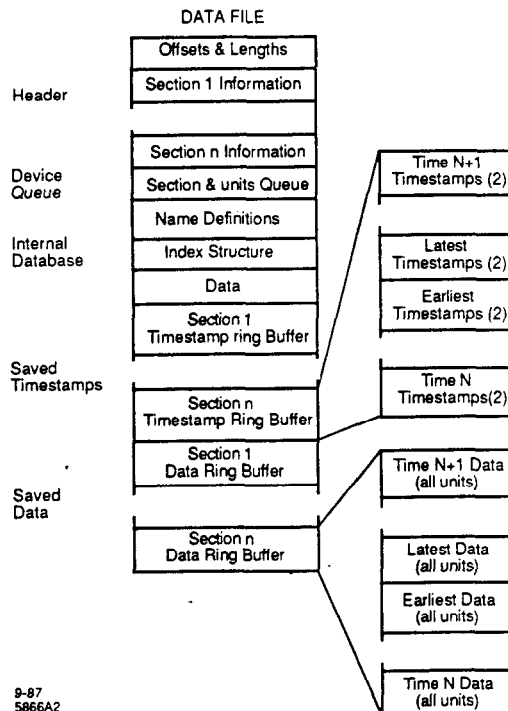 DATA FILE
Offsets & Lengths
Section 1 Information
Header
Section n Information
Device
Queue
Section & units Queue
Name Definitions
Internal
Database
Index Structure
Data
Section 1
Timestamp ring Buffer
Saved
Timestamps
Section n
Timestamp Ring Buffer
Section 1
Data Ring Buffer
Saved
Data
Section n
Data Ring Buffer
Time N+1
Timestamps (2)
Latest
Timestamps (2)
Earliest
Timestamps (2)
Time N
Timestamps(2)
Time N+1 Data
(all units)
Latest Data
(all units)
Earliest Data
(all units)
Time N Data
(all units)
9-87
5866A2